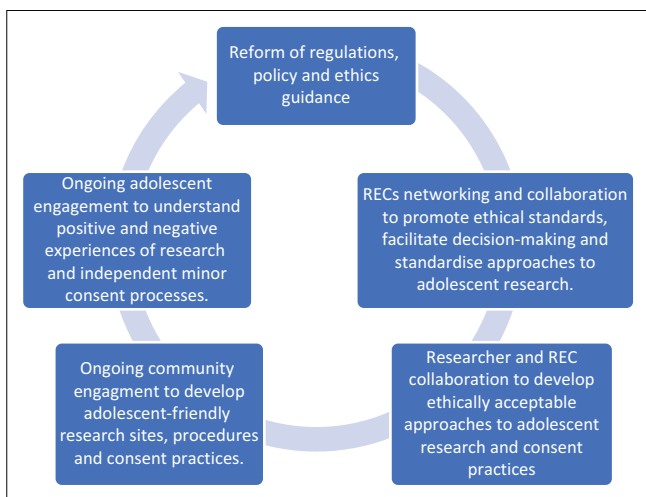 Reform of regulations,
policy and ethics
guidance
RECs networking and collaboration
to promote ethical standards,
facilitate decision-making and
standardise approaches to
adolescent research.
Researcher and REC
collaboration to develop
ethically acceptable
approaches to adolescent
research and consent
practices
Ongoing community
engagment to develop
adolescent-friendly
research sites, procedures
and consent practices.
Ongoing adolescent
engagement to understand
positive and negative
experiences of research
and independent minor
consent processes.